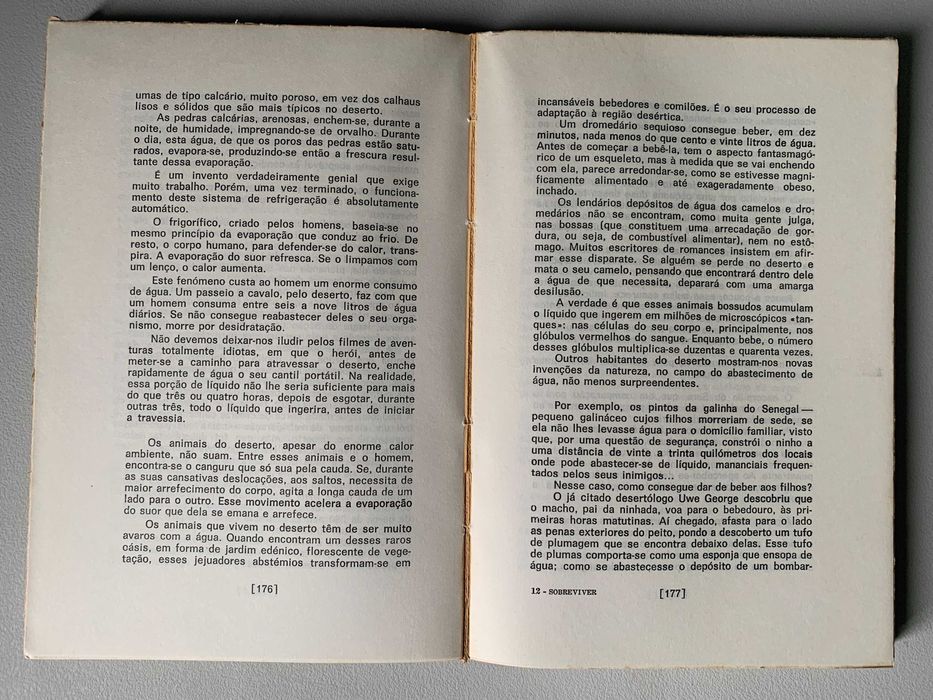 umas de tipo calcário, muito poroso, em vez dos calhaus
lisos e sólidos que são mais típicos no deserto.
As pedras calcárias, arenosas, enchem-se, durante a
noite, de humidade, impregnando-se de orvalho. Durante
o dia, esta água, de que os poros das pedras estão satu-
rados, evapora-se, produzindo-se então a frescura resul-
tante dessa evaporação.
É um invento verdadeiramente genial que exige
muito trabalho. Porém, uma vez terminado, o funciona-
mento deste sistema de refrigeração é absolutamente
automático.
O frigorífico, criado pelos homens, baseia-se no
mesmo princípio da evaporação que conduz ao frio. De
resto, o corpo humano, para defender-se do calor, trans-
pira. A evaporação do suor refresca. Se o limpamos com
um lenço, o calor aumenta.
Este fenómeno custa ao homem um enorme consumo
de água. Um passeio a cavalo, pelo deserto, faz com que
um homem consuma entre seis a nove litros de água
diários. Se não consegue reabastecer deles o seu orga-
nismo, morre por desidratação.
Não devemos deixar-nos iludir pelos filmes de aven-
turas totalmente idiotas, em que o herói, antes de
meter-se a caminho para atravessar o deserto, enche
rapidamente de água o seu cantil portátil. Na realidade,
essa porção de líquido não lhe seria suficiente para mais
do que três ou quatro horas, depois de esgotar, durante
outras três, todo o líquido que ingerira, antes de iniciar
a travessia.
Os animais do deserto, apesar do enorme calor
ambiente, não suam. Entre esses animais e o homem,
encontra-se o canguru que só sua pela cauda. Se, durante
as suas cansativas deslocações, aos saltos, necessita de
maior arrefecimento do corpo, agita a longa cauda de um
lado para o outro. Esse movimento acelera a evaporação
do suor que dela se emana e arrefece.
Os animais que vivem no deserto têm de ser muito
avaros com a água. Quando encontram um desses raros
oásis, em forma de jardim edénico, florescente de vege-
tação, esses jejuadores abstémios transformam-se em
[176]
incansáveis bebedores e comilões. É o seu processo de
adaptação à região desértica.
Um dromedário sequioso consegue beber, em dez
minutos, nada menos do que cento e vinte litros de água.
Antes de começar a bebê-la, tem o aspecto fantasmagó-
rico de um esqueleto, mas à medida que se vai enchendo
com ela, parece arredondar-se, como se estivesse magni-
ficamente alimentado e até exageradamente obeso,
inchado.
Os lendários depósitos de água dos camelos e dro-
medários não se encontram, como muita gente julga,
nas bossas (que constituem uma arrecadação de gor-
dura, ou seja, de combustível alimentar), nem no estô-
mago. Muitos escritores de romances insistem em afir-
mar esse disparate. Se alguém se perde no deserto e
mata o seu camelo, pensando que encontrará dentro dele
a água de que necessita, deparará com uma amarga
desilusão.
A verdade é que esses animais bossudos acumulam
o líquido que ingerem em milhões de microscópicos «tan-
ques»: nas células do seu corpo e, principalmente, nos
glóbulos vermelhos do sangue. Enquanto bebe, o número
desses glóbulos multiplica-se duzentas e quarenta vezes.
Outros habitantes do deserto mostram-nos novas
invenções da natureza, no campo do abastecimento de
água, não menos surpreendentes.
Por exemplo, os pintos da galinha do Senegal —
pequeno galináceo cujos filhos morreriam de sede, se
ela não lhes levasse água para o domicílio familiar, visto
que, por uma questão de segurança, constrói o ninho a
uma distância de vinte a trinta quilómetros dos locais
onde pode abastecer-se de líquido, mananciais frequen-
tados pelos seus inimigos...
Nesse caso, como consegue dar de beber aos filhos?
O já citado desertólogo Uwe George descobriu que
o macho, pai da ninhada, voa para o bebedouro, às pri-
meiras horas matutinas. Aí chegado, afasta para o lado
as penas exteriores do peito, pondo a descoberto um tufo
de plumagem que se encontra debaixo delas. Esse tufo
de plumas comporta-se como uma esponja que ensopa de
água; como se abastecesse o depósito de um bombar-
12 - SOBREVIVER
[177]